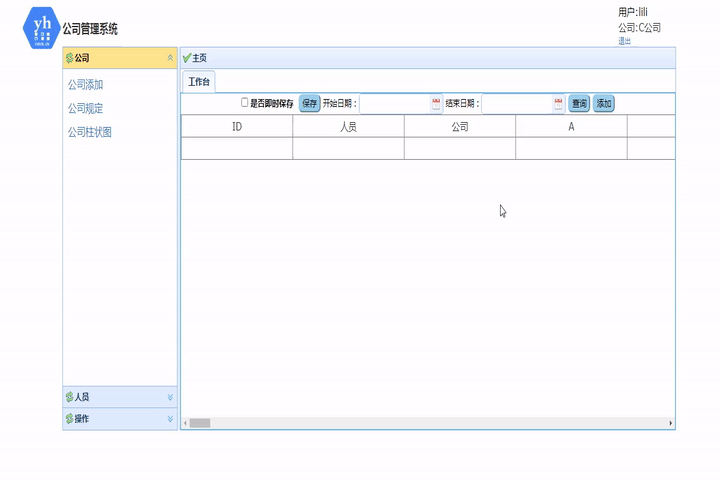 yh
公司管理系统
用户:lili
公司:C公司
退出
公司
主页
公司添加
公司规定
公司柱状图
工作台
是否即时保存 保存 开始日期： 结束日期： 查询 添加
ID 人员 公司 A
人员
操作